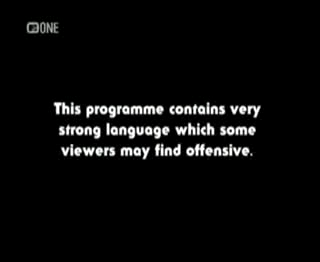 ONE
This programme contains very
strong language which some
viewers may find offensive.